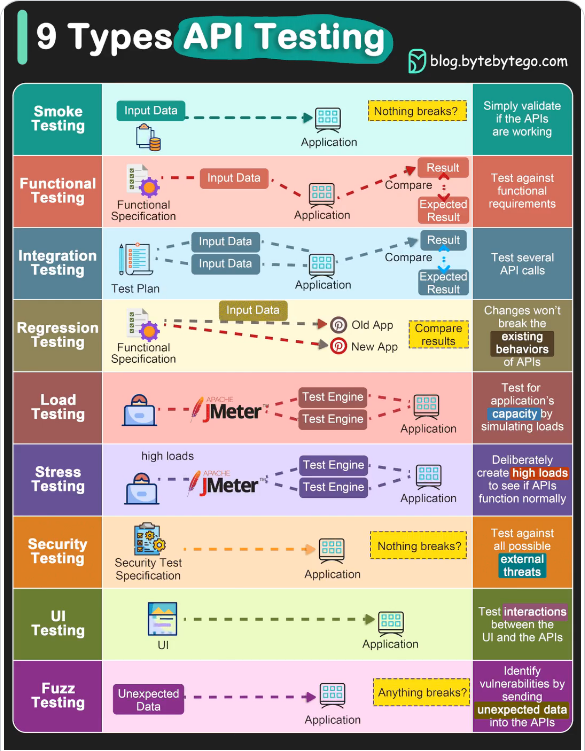 9 Types API Testing
blog.bytebytego.com
Smoke
Testing
Input Data
Application
Nothing breaks?
Simply validate
if the APIs
are working
Functional
Testing
Functional
Specification
Input Data
Application
Compare
Result
Expected
Result
Test against
functional
requirements
Integration
Testing
Test Plan
Input Data
Input Data
Application
Compare
Result
Expected
Result
Test several
API calls
Regression
Testing
Functional
Specification
Input Data
Old App
New App
Compare
results
Changes won't
break the
existing
behaviors
of APIs
Load
Testing
APACHE
JMeter™
Test Engine
Test Engine
Application
Test for
application's
capacity by
simulating loads
Stress
Testing
high loads
APACHE
JMeter™
Test Engine
Test Engine
Application
Deliberately
create high loads
to see if APIs
function normally
Security
Testing
Security Test
Specification
Application
Nothing breaks?
Test against
all possible
external
threats
UI
Testing
UI
Application
Test interactions
between the
UI and the APIs
Fuzz
Testing
Unexpected
Data
Application
Anything breaks?
Identify
vulnerabilities by
sending
unexpected data
into the APIs